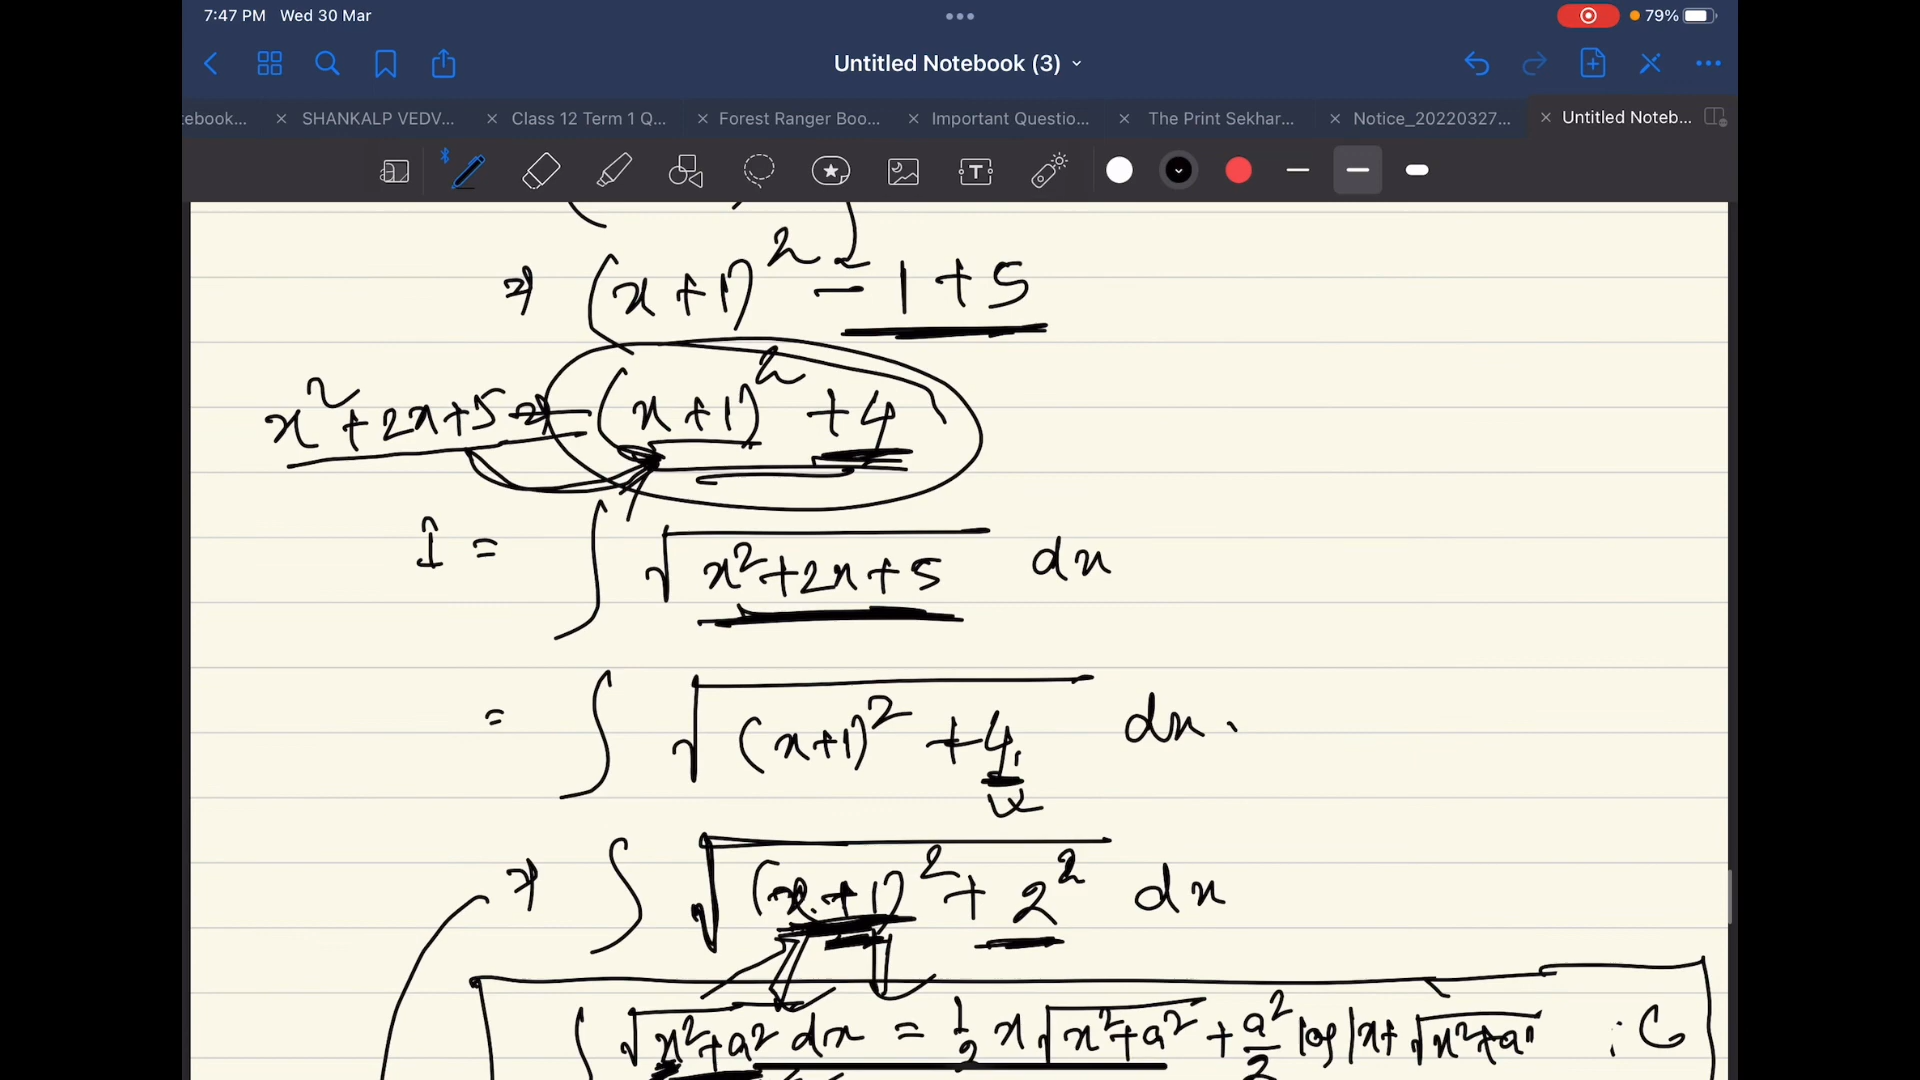 7:47 PM Wed 30 Mar 79%
Untitled Notebook (3)
tebook... SHANKALP VEDV... Class 12 Term 1 Q... Forest Ranger Boo... Important Questio... The Print Sekhar... Notice_20220327... Untitled Noteb...
T
⇒ (x+1)² - 1+5
x²+2x+5 ⇒ (x+1)² +4
I = ∫ √x²+2x+5 dx
= ∫ √(x+1)² +4 dx.
⇒ ∫ √(x+1)² + 2² dx
∫ √x²+a² dx = 1/2 x √x²+a² + a²/2 log|x+ √x²+a²